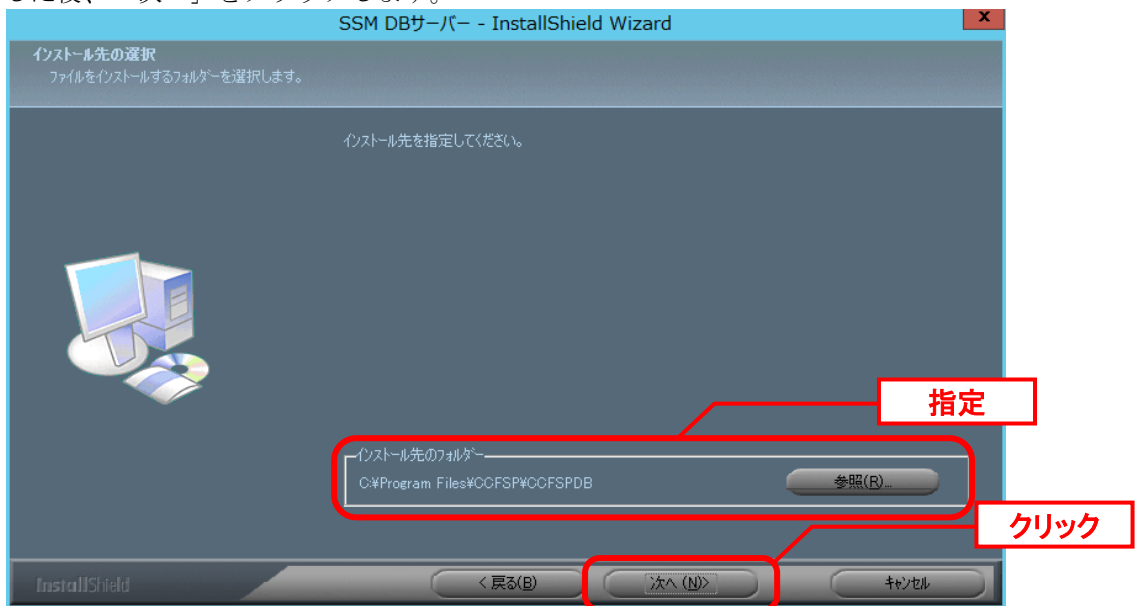 SSM DBサーバー - InstallShield Wizard
x
インストール先の選択
ファイルをインストールするフォルダーを選択します。
インストール先を指定してください。
指定
インストール先のフォルダー
C:¥Program Files¥CCFSP¥CCFSPDB
参照(R)...
クリック
InstallShield
< 戻る(B)
次へ (N)>
キャンセル